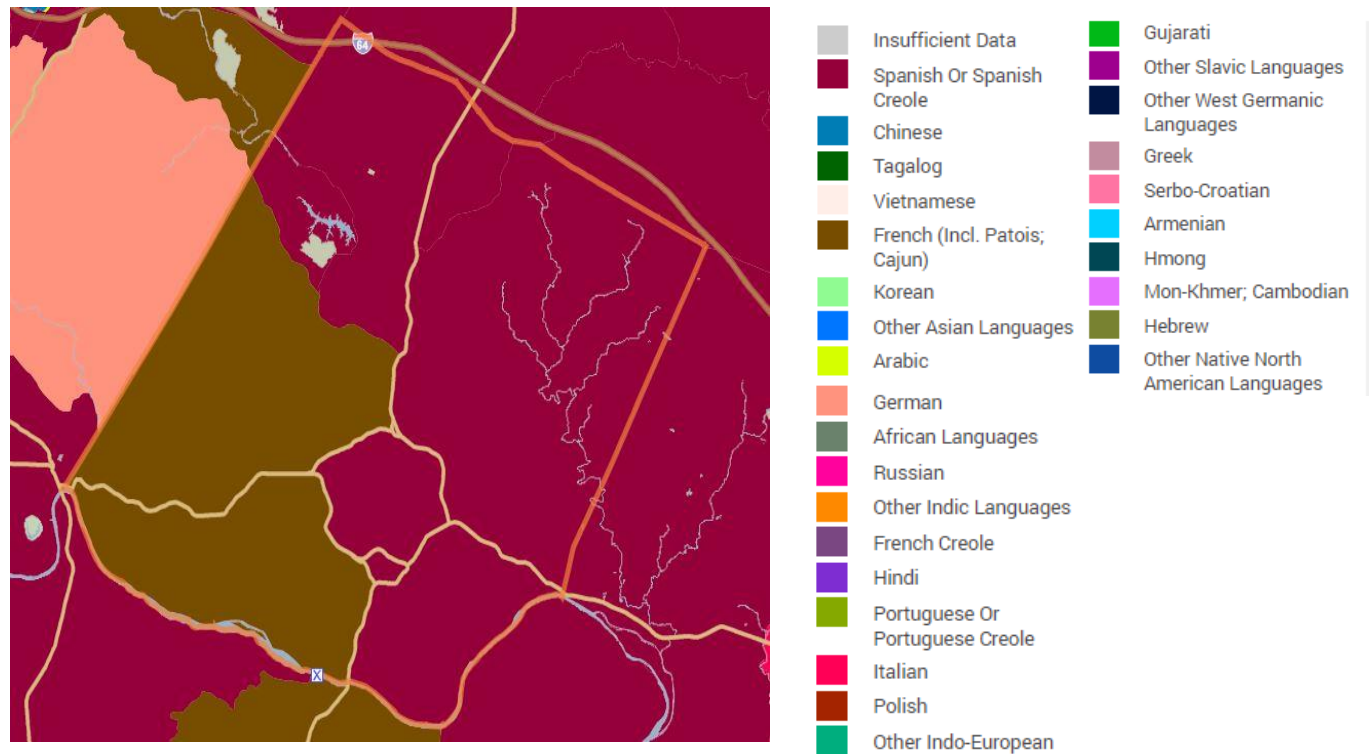 64
X
Insufficient Data
Spanish Or Spanish
Creole
Chinese
Tagalog
Vietnamese
French (Incl. Patois;
Cajun)
Korean
Other Asian Languages
Arabic
German
African Languages
Russian
Other Indic Languages
French Creole
Hindi
Portuguese Or
Portuguese Creole
Italian
Polish
Other Indo-European
Gujarati
Other Slavic Languages
Other West Germanic
Languages
Greek
Serbo-Croatian
Armenian
Hmong
Mon-Khmer; Cambodian
Hebrew
Other Native North
American Languages